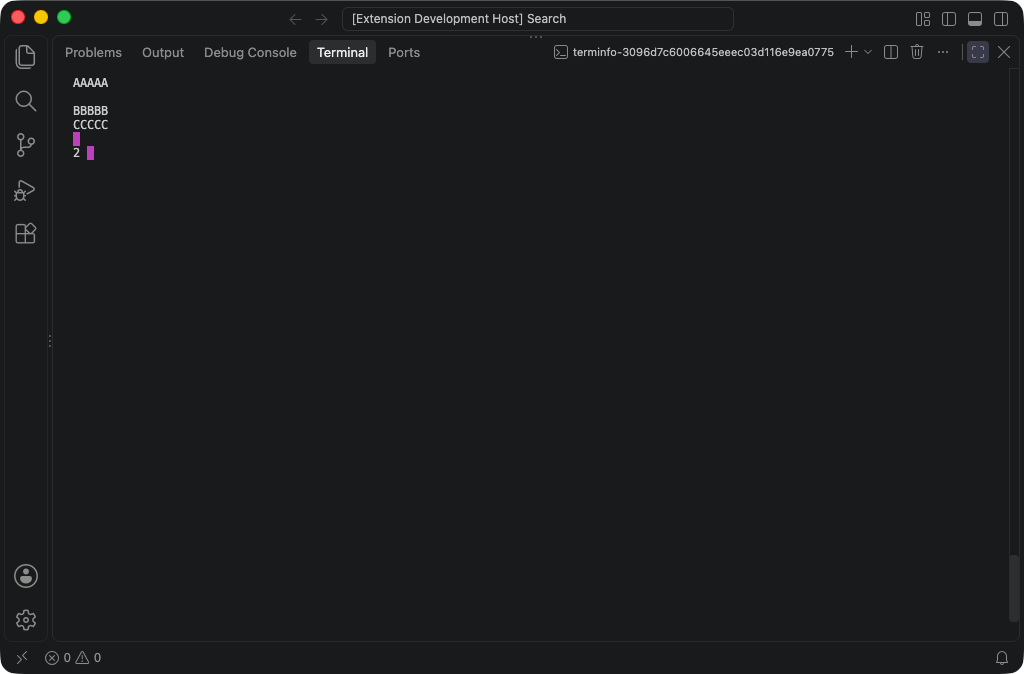 [Extension Development Host] Search
Problems Output Debug Console Terminal Ports terminfo-3096d7c6006645eeec03d116e9ea0775
AAAAA
BBBBB
CCCCC
2
0 0